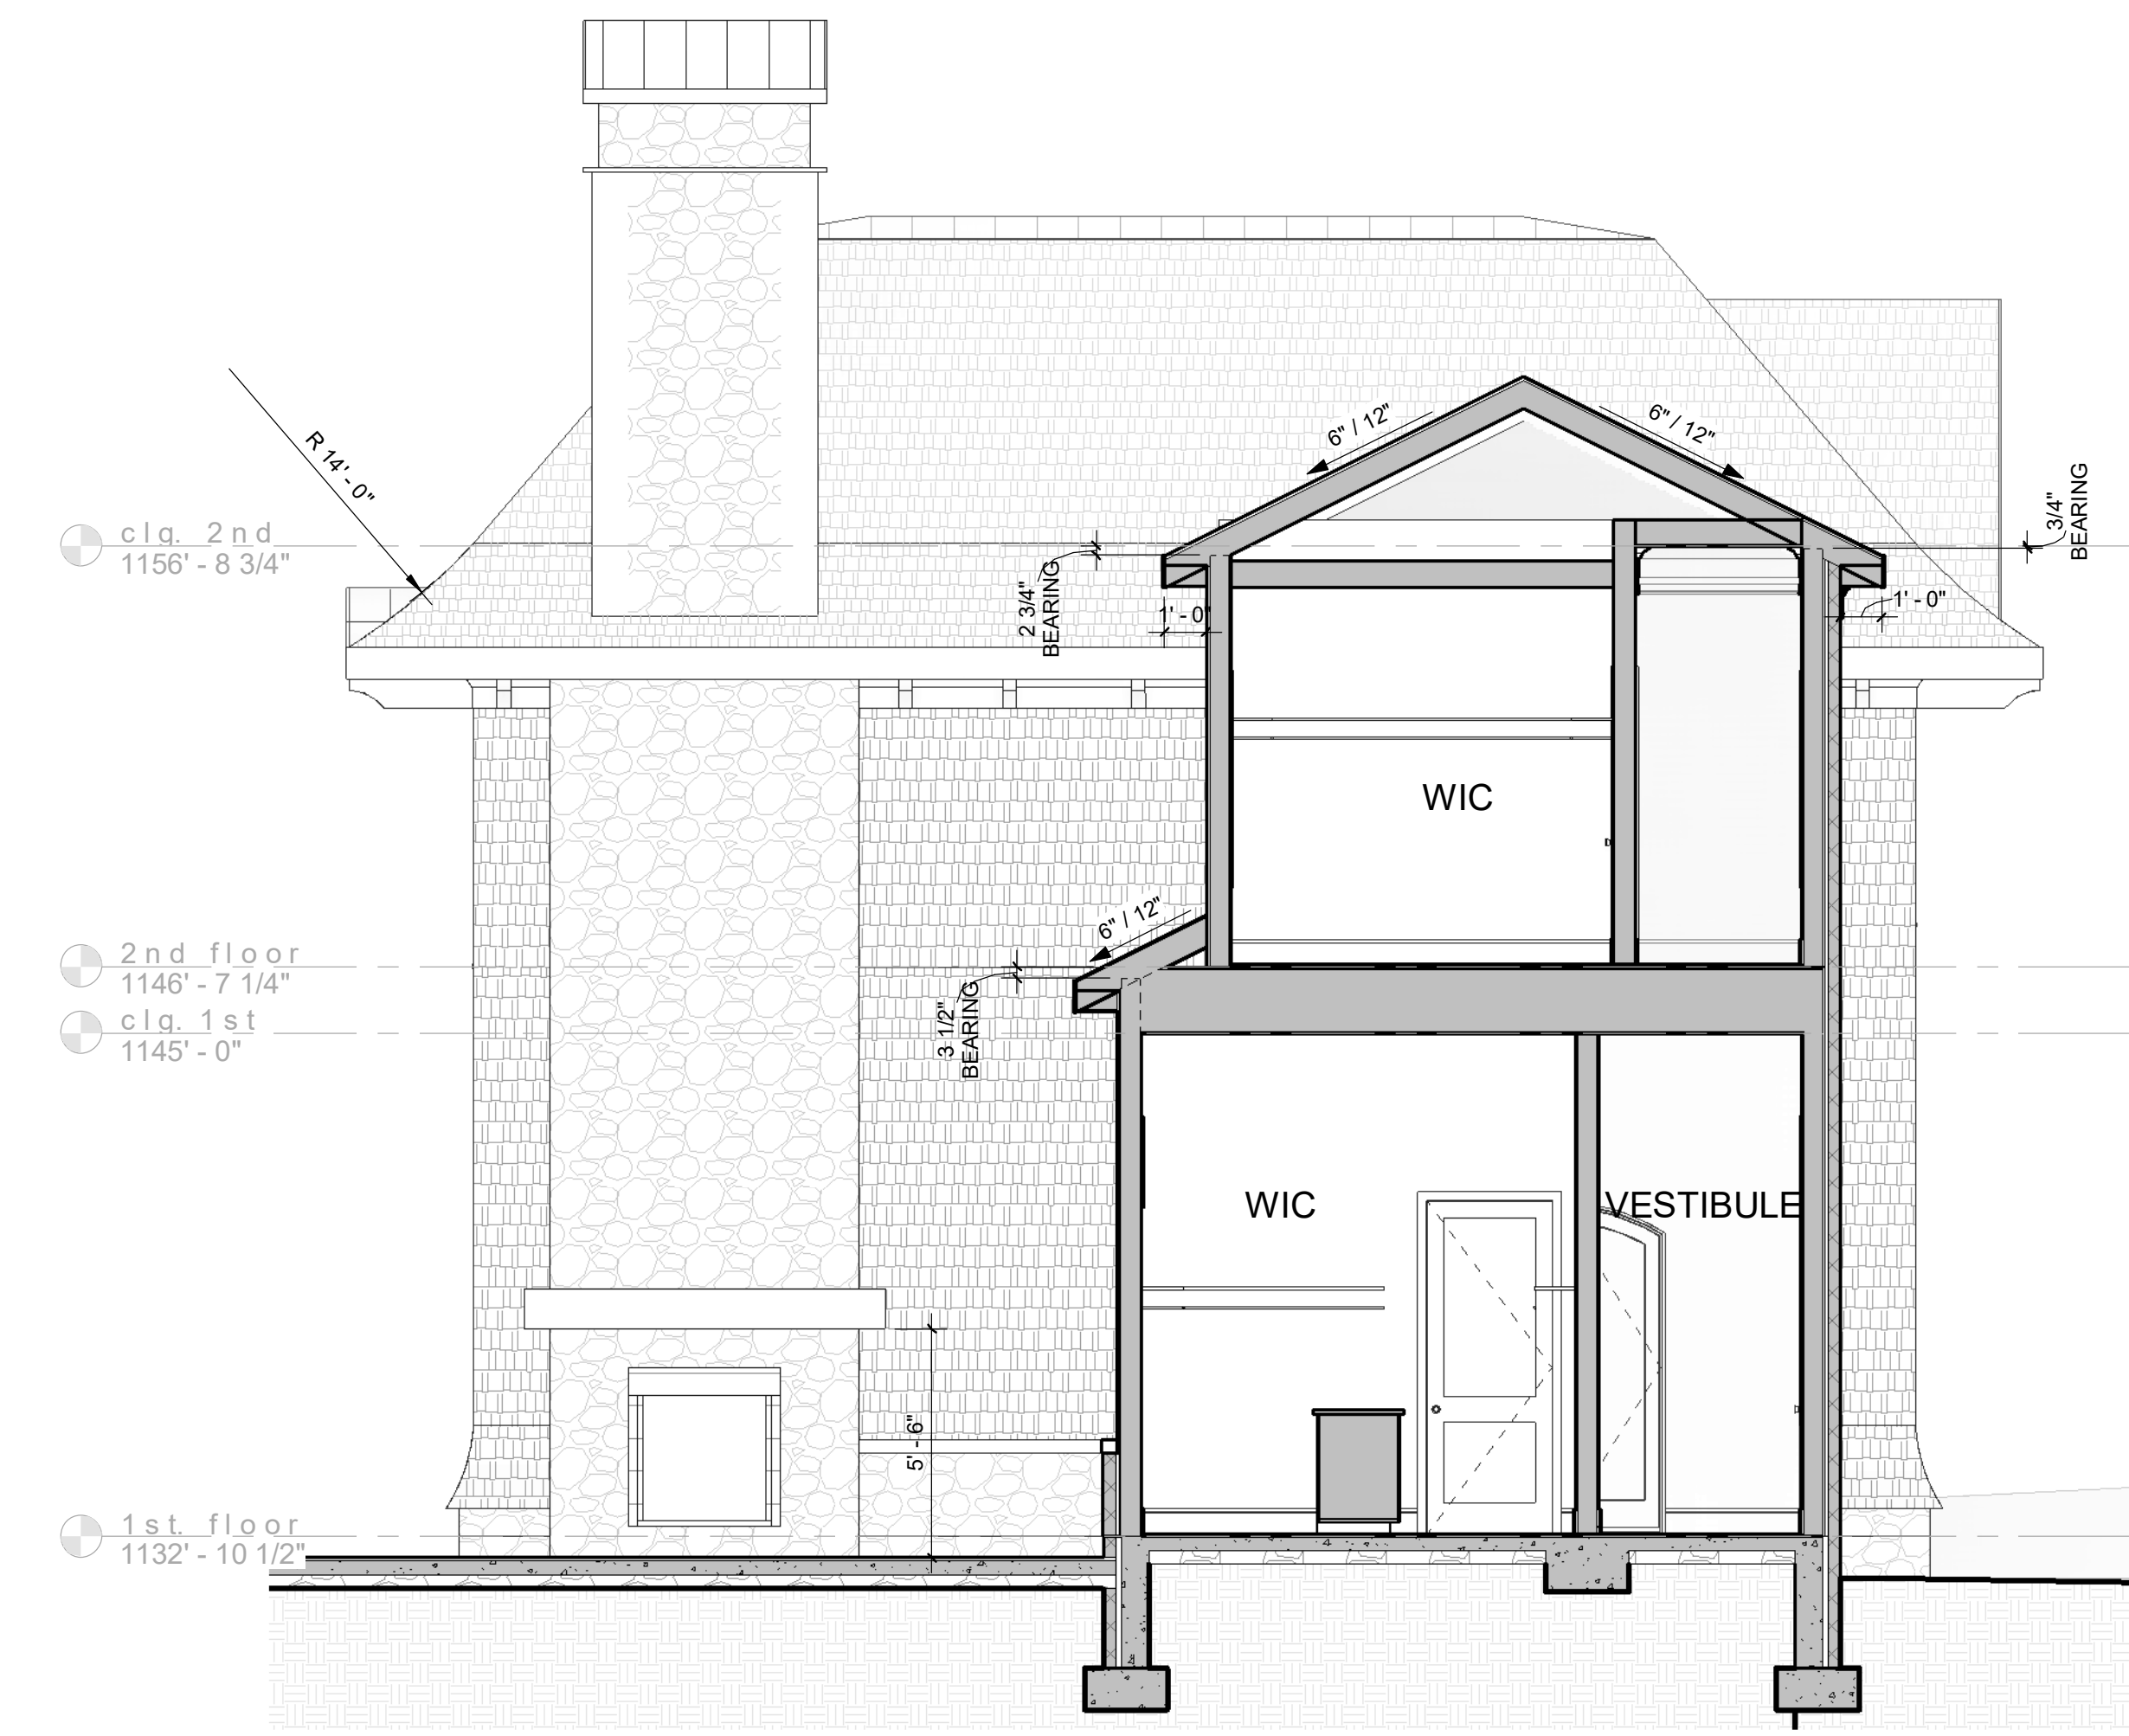 R 14' - 0"
6" / 12"
6" / 12"
clg. 2nd
1156' - 8 3/4"
3/4"
BEARING
2 3/4"
BEARING
1' - 0"
1' - 0"
WIC
6" / 12"
2nd floor
1146' - 7 1/4"
clg. 1st
1145' - 0"
3 1/2"
BEARING
WIC
VESTIBULE
5' - 6"
1st. floor
1132' - 10 1/2"